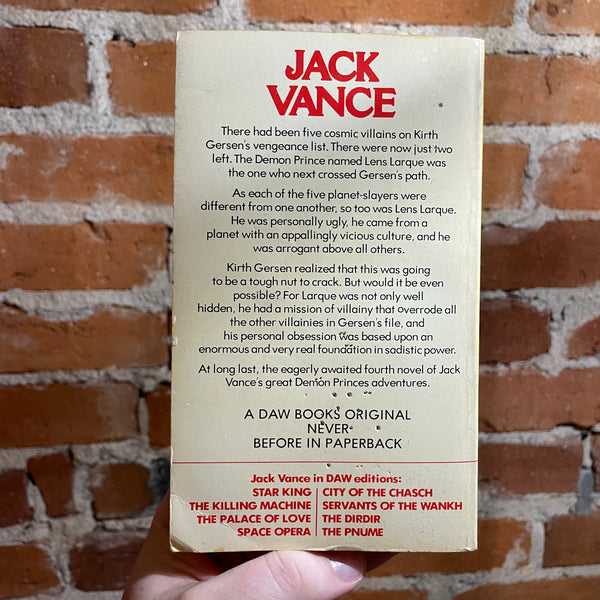 JACK
VANCE
There had been five cosmic villains on Kirth
Gersen's vengeance list. There were now just two
left. The Demon Prince named Lens Larque was
the one who next crossed Gersen's path.
As each of the five planet-slayers were
different from one another, so too was Lens Larque.
He was personally ugly, he came from a
planet with an appallingly vicious culture, and he
was arrogant above all others.
Kirth Gersen realized that this was going
to be a tough nut to crack. But would it be even
possible? For Larque was not only well
hidden, he had a mission of villainy that overrode all
the other villainies in Gersen's file, and
his personal obsession was based upon an
enormous and very real foundation in sadistic power.
At long last, the eagerly awaited fourth novel of Jack
Vance's great Demon Princes adventures.
A DAW BOOKS ORIGINAL
NEVER
BEFORE IN PAPERBACK
Jack Vance in DAW editions:
STAR KING
THE KILLING MACHINE
THE PALACE OF LOVE
SPACE OPERA
CITY OF THE CHASCH
SERVANTS OF THE WANKH
THE DIRDIR
THE PNUME